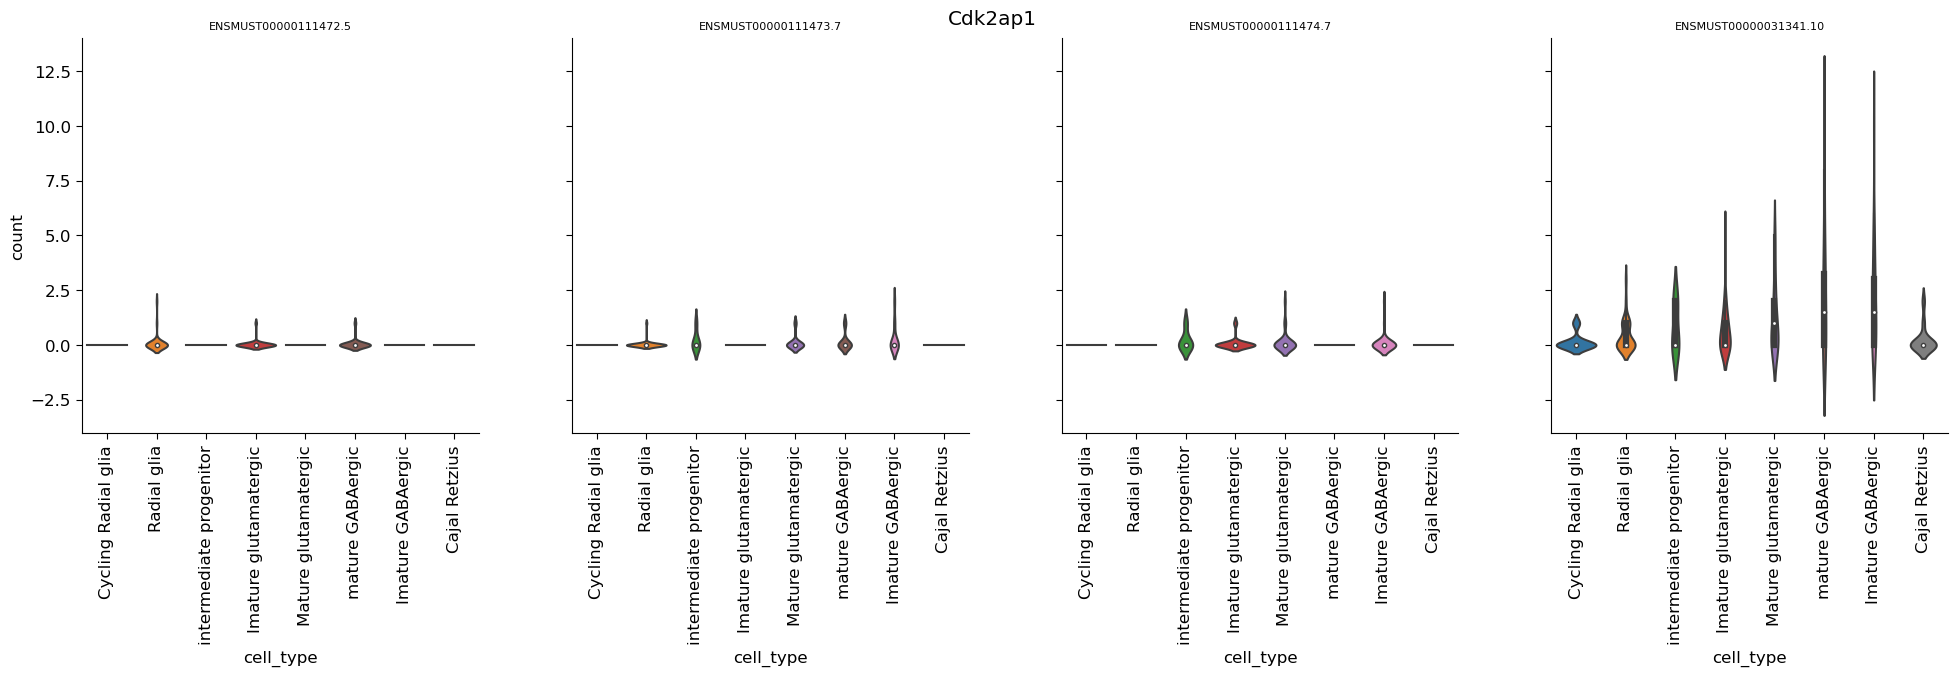 Cdk2ap1
ENSMUST00000111472.5
ENSMUST00000111473.7
ENSMUST00000111474.7
ENSMUST00000031341.10
count
12.5
10.0
7.5
5.0
2.5
0.0
−2.5
Cycling Radial glia
Radial glia
intermediate progenitor
Imature glutamatergic
Mature glutamatergic
mature GABAergic
Imature GABAergic
Cajal Retzius
cell_type
Cycling Radial glia
Radial glia
intermediate progenitor
Imature glutamatergic
Mature glutamatergic
mature GABAergic
Imature GABAergic
Cajal Retzius
cell_type
Cycling Radial glia
Radial glia
intermediate progenitor
Imature glutamatergic
Mature glutamatergic
mature GABAergic
Imature GABAergic
Cajal Retzius
cell_type
Cycling Radial glia
Radial glia
intermediate progenitor
Imature glutamatergic
Mature glutamatergic
mature GABAergic
Imature GABAergic
Cajal Retzius
cell_type